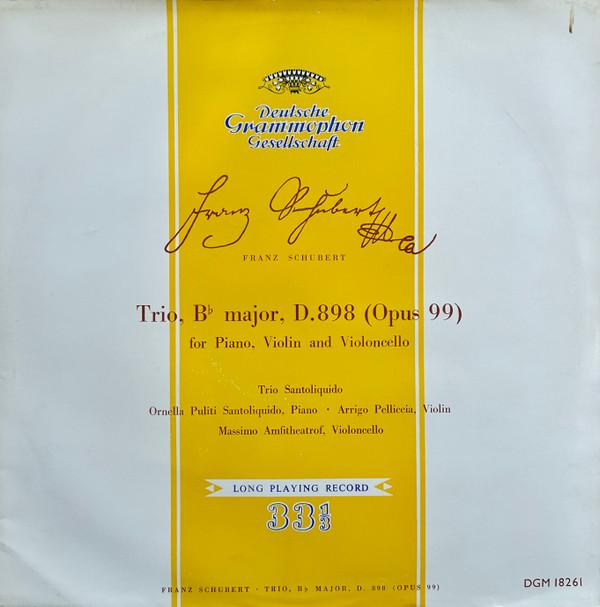 Deutsche
Grammophon
Gesellschaft
Franz Schubert
FRANZ SCHUBERT
Trio, B♭ major, D.898 (Opus 99)
for Piano, Violin and Violoncello
Trio Santoliquido
Ornella Puliti Santoliquido, Piano · Arrigo Pelliccia, Violin
Massimo Amfitheatrof, Violoncello
LONG PLAYING RECORD
33⅓
FRANZ SCHUBERT · TRIO, B♭ MAJOR, D. 898 (OPUS 99)
DGM 18261